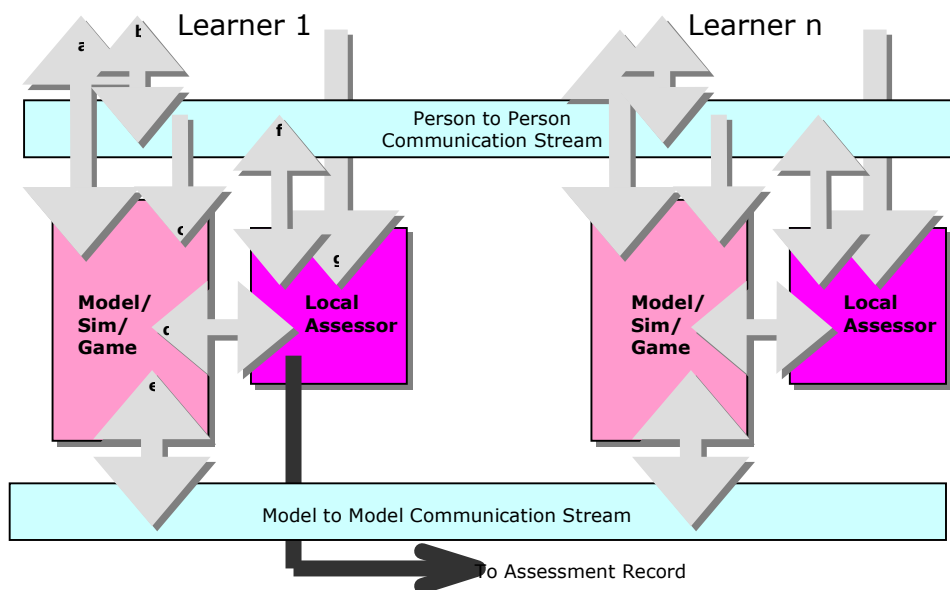 Learner 1
Learner n
a
b
Person to Person
Communication Stream
f
g
Model/
Sim/
Game
Local
Assessor
Model/
Sim/
Game
Local
Assessor
e
Model to Model Communication Stream
To Assessment Record